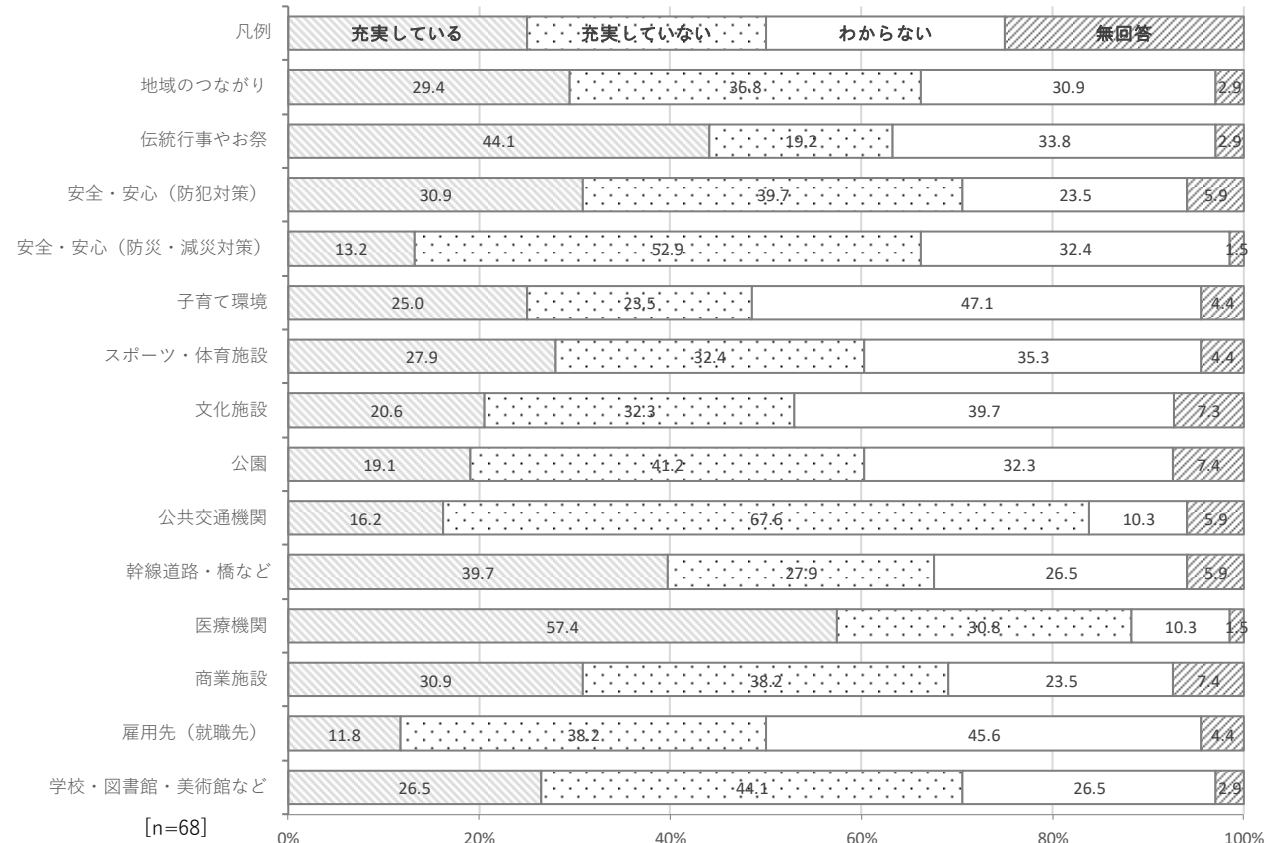 凡例 充実している 充実していない わからない 無回答
地域のつながり 29.4 36.8 30.9 2.9
伝統行事やお祭 44.1 19.2 33.8 2.9
安全・安心（防犯対策） 30.9 39.7 23.5 5.9
安全・安心（防災・減災対策） 13.2 52.9 32.4 1.5
子育て環境 25.0 23.5 47.1 4.4
スポーツ・体育施設 27.9 32.4 35.3 4.4
文化施設 20.6 32.3 39.7 7.3
公園 19.1 41.2 32.3 7.4
公共交通機関 16.2 67.6 10.3 5.9
幹線道路・橋など 39.7 27.9 26.5 5.9
医療機関 57.4 30.8 10.3 1.5
商業施設 30.9 38.2 23.5 7.4
雇用先（就職先） 11.8 38.2 45.6 4.4
学校・図書館・美術館など 26.5 44.1 26.5 2.9
[n=68]
0% 20% 40% 60% 80% 100%